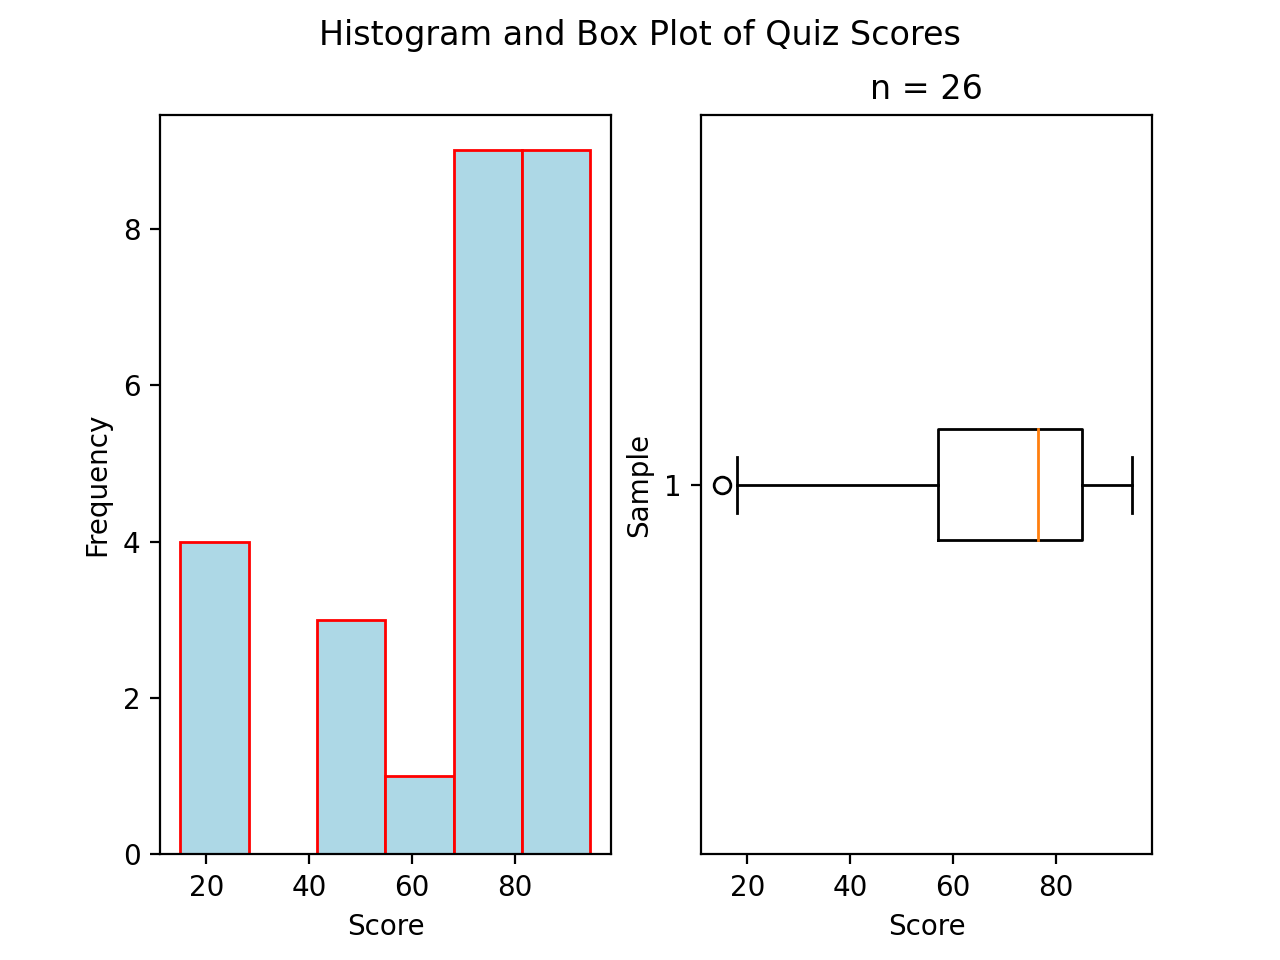 Histogram and Box Plot of Quiz Scores
Frequency
8
6
4
2
0
20 40 60 80
Score
n = 26
Sample
1
20 40 60 80
Score